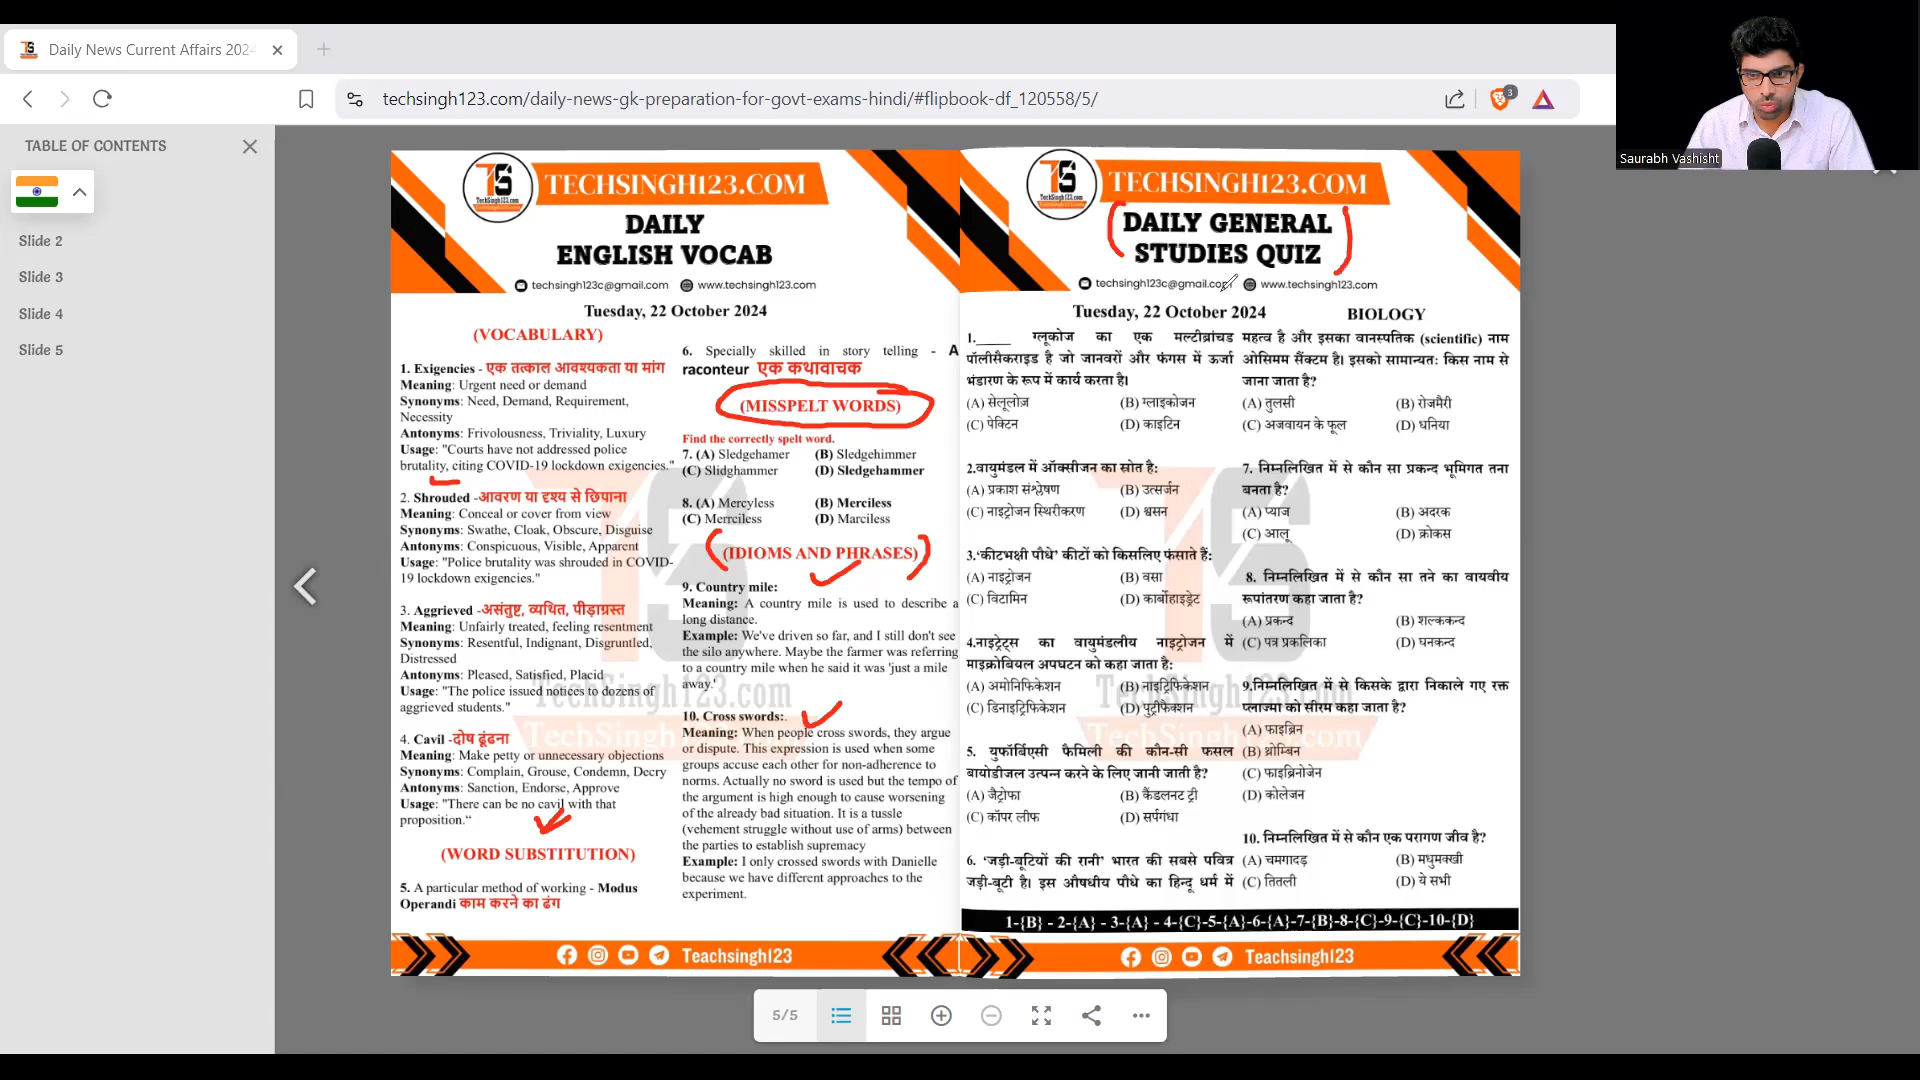 Daily News Current Affairs 2024
techsingh123.com/daily-news-gk-preparation-for-govt-exams-hindi/#flipbook-df_120558/5/
3
Saurabh Vashisht
TABLE OF CONTENTS
Slide 2
Slide 3
Slide 4
Slide 5
TECHSINGH123.COM
DAILY
ENGLISH VOCAB
techsingh123c@gmail.com www.techsingh123.com
Tuesday, 22 October 2024
(VOCABULARY)
1. Exigencies - एक तत्काल आवश्यकता या मांग
Meaning: Urgent need or demand
Synonyms: Need, Demand, Requirement,
Necessity
Antonyms: Frivolousness, Triviality, Luxury
Usage: "Courts have not addressed police
brutality, citing COVID-19 lockdown exigencies."
2. Shrouded -आवरण या दृश्य से छिपाना
Meaning: Conceal or cover from view
Synonyms: Swathe, Cloak, Obscure, Disguise
Antonyms: Conspicuous, Visible, Apparent
Usage: "Police brutality was shrouded in COVID-
19 lockdown exigencies."
3. Aggrieved -असंतुष्ट, व्यथित, पीड़ाग्रस्त
Meaning: Unfairly treated, feeling resentment
Synonyms: Resentful, Indignant, Disgruntled,
Distressed
Antonyms: Pleased, Satisfied, Placid
Usage: "The police issued notices to dozens of
aggrieved students."
4. Cavil -दोष ढूंढना
Meaning: Make petty or unnecessary objections
Synonyms: Complain, Grouse, Condemn, Decry
Antonyms: Sanction, Endorse, Approve
Usage: "There can be no cavil with that
proposition.“
(WORD SUBSTITUTION)
5. A particular method of working - Modus
Operandi काम करने का ढंग
6. Specially skilled in story telling - A
raconteur एक कथावाचक
(MISSPELT WORDS)
Find the correctly spelt word.
7. (A) Sledgehamer (B) Sledgehimmer
(C) Slidghammer (D) Sledgehammer
8. (A) Mercyless (B) Merciless
(C) Merrciless (D) Marciless
(IDIOMS AND PHRASES)
9. Country mile:
Meaning: A country mile is used to describe a
long distance.
Example: We've driven so far, and I still don't see
the silo anywhere. Maybe the farmer was referring
to a country mile when he said it was 'just a mile
away.'
10. Cross swords:.
Meaning: When people cross swords, they argue
or dispute. This expression is used when some
groups accuse each other for non-adherence to
norms. Actually no sword is used but the tempo of
the argument is high enough to cause worsening
of the already bad situation. It is a tussle
(vehement struggle without use of arms) between
the parties to establish supremacy
Example: I only crossed swords with Danielle
because we have different approaches to the
experiment.
Teachsingh123
TECHSINGH123.COM
DAILY GENERAL
STUDIES QUIZ
techsingh123c@gmail.com www.techsingh123.com
Tuesday, 22 October 2024 BIOLOGY
1._____ ग्लूकोज का एक मल्टीब्रांचड
पॉलीसैकराइड है जो जानवरों और फंगस में ऊर्जा
भंडारण के रूप में कार्य करता है।
(A) सेलूलोज़ (B) ग्लाइकोजन
(C) पेक्टिन (D) काइटिन
2.वायुमंडल में ऑक्सीजन का स्रोत है:
(A) प्रकाश संश्लेषण (B) उत्सर्जन
(C) नाइट्रोजन स्थिरीकरण (D) श्वसन
3.‘कीटभक्षी पौधे’ कीटों को किसलिए फंसाते हैं:
(A) नाइट्रोजन (B) वसा
(C) विटामिन (D) कार्बोहाइड्रेट
4.नाइट्रेट्स का वायुमंडलीय नाइट्रोजन में
माइक्रोबियल अपघटन को कहा जाता है:
(A) अमोनिफिकेशन (B) नाइट्रिफिकेशन
(C) डिनाइट्रिफिकेशन (D) पुट्रीफैक्शन
5. युफॉर्बिएसी फैमिली की कौन-सी फसल
बायोडीजल उत्पन्न करने के लिए जानी जाती है?
(A) जैट्रोफा (B) कैंडलनट ट्री
(C) कॉपर लीफ (D) सर्पगंधा
6. ‘जड़ी-बूटियों की रानी’ भारत की सबसे पवित्र
जड़ी-बूटी है। इस औषधीय पौधे का हिन्दू धर्म में
महत्व है और इसका वानस्पतिक (scientific) नाम
ओसिमम सैंक्टम है। इसको सामान्यतः किस नाम से
जाना जाता है?
(A) तुलसी (B) रोजमैरी
(C) अजवायन के फूल (D) धनिया
7. निम्नलिखित में से कौन सा प्रकन्द भूमिगत तना
बनता है?
(A) प्याज (B) अदरक
(C) आलू (D) क्रोकस
8. निम्नलिखित में से कौन सा तने का वायवीय
रूपांतरण कहा जाता है?
(A) प्रकन्द (B) शल्ककन्द
(C) पत्र प्रकलिका (D) घनकन्द
9.निम्नलिखित में से किसके द्वारा निकाले गए रक्त
प्लाज्मा को सीरम कहा जाता है?
(A) फाइब्रिन
(B) थ्रोम्बिन
(C) फाइब्रिनोजेन
(D) कोलेजन
10. निम्नलिखित में से कौन एक परागण जीव है?
(A) चमगादड़ (B) मधुमक्खी
(C) तितली (D) ये सभी
1-{B} - 2-{A} - 3-{A} - 4-{C}-5-{A}-6-{A}-7-{B}-8-{C}-9-{C}-10-{D}
Teachsingh123
5/5